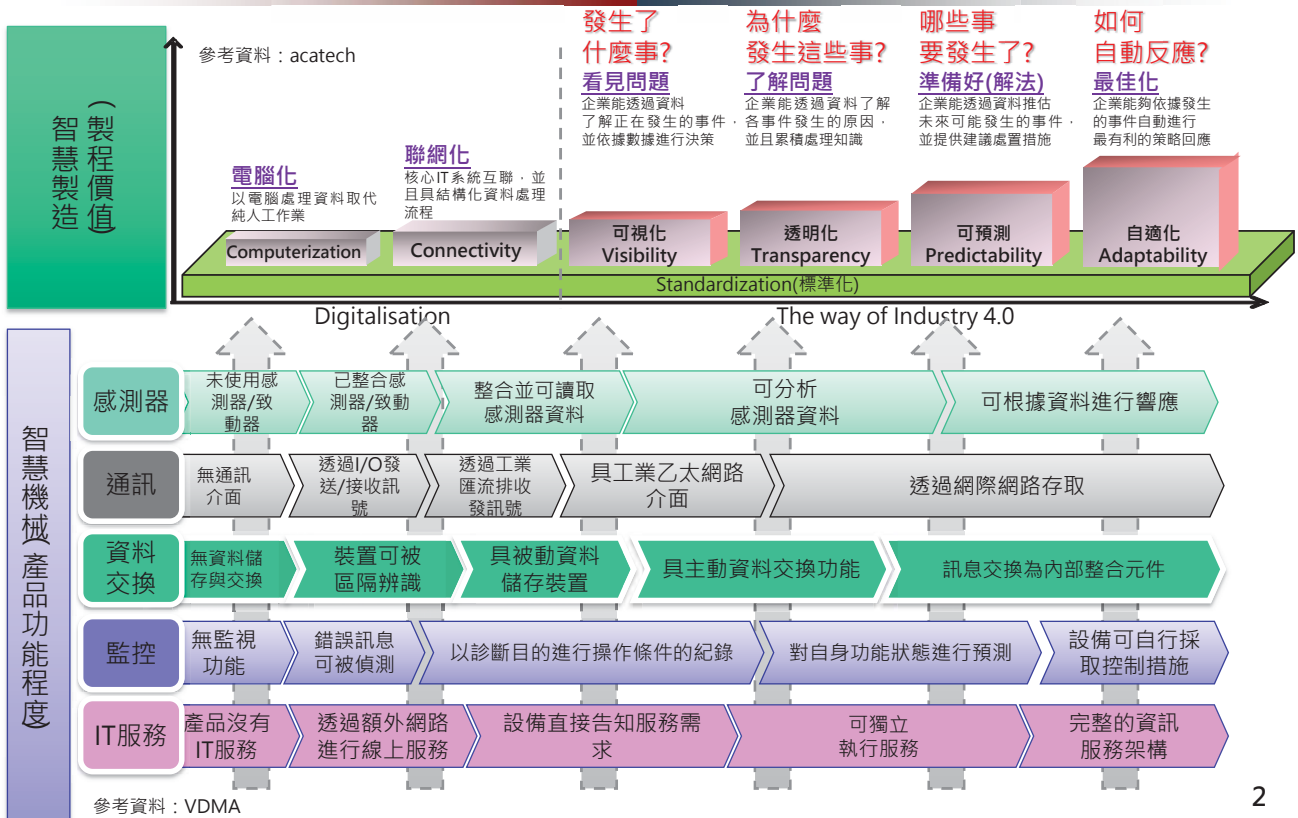 參考資料：acatech
智慧製造
(製程價值)
發生了
什麼事?
看見問題
企業能透過資料
了解正在發生的事件，
並依據數據進行決策
為什麼
發生這些事?
了解問題
企業能透過資料了解
各事件發生的原因，
並且累積處理知識
哪些事
要發生了?
準備好(解法)
企業能透過資料推估
未來可能發生的事件，
並提供建議處置措施
如何
自動反應?
最佳化
企業能夠依據發生
的事件自動進行
最有利的策略回應
電腦化
以電腦處理資料取代
純人工作業
聯網化
核心IT系統互聯，並
且具結構化資料處理
流程
Computerization
Connectivity
可視化
Visibility
透明化
Transparency
可預測
Predictability
自適化
Adaptability
Standardization(標準化)
Digitalisation
The way of Industry 4.0
智慧機械(產品功能程度)
感測器
未使用感
測器/致
動器
已整合感
測器/致動
器
整合並可讀取
感測器資料
可分析
感測器資料
可根據資料進行響應
通訊
無通訊
介面
透過I/O發
送/接收訊
號
透過工業
匯流排收
發訊號
具工業乙太網路
介面
透過網際網路存取
資料
交換
無資料儲
存與交換
裝置可被
區隔辨識
具被動資料
儲存裝置
具主動資料交換功能
訊息交換為內部整合元件
監控
無監視
功能
錯誤訊息
可被偵測
以診斷目的進行操作條件的紀錄
對自身功能狀態進行預測
設備可自行採
取控制措施
IT服務
產品沒有
IT服務
透過額外網路
進行線上服務
設備直接告知服務需
求
可獨立
執行服務
完整的資訊
服務架構
參考資料：VDMA
2